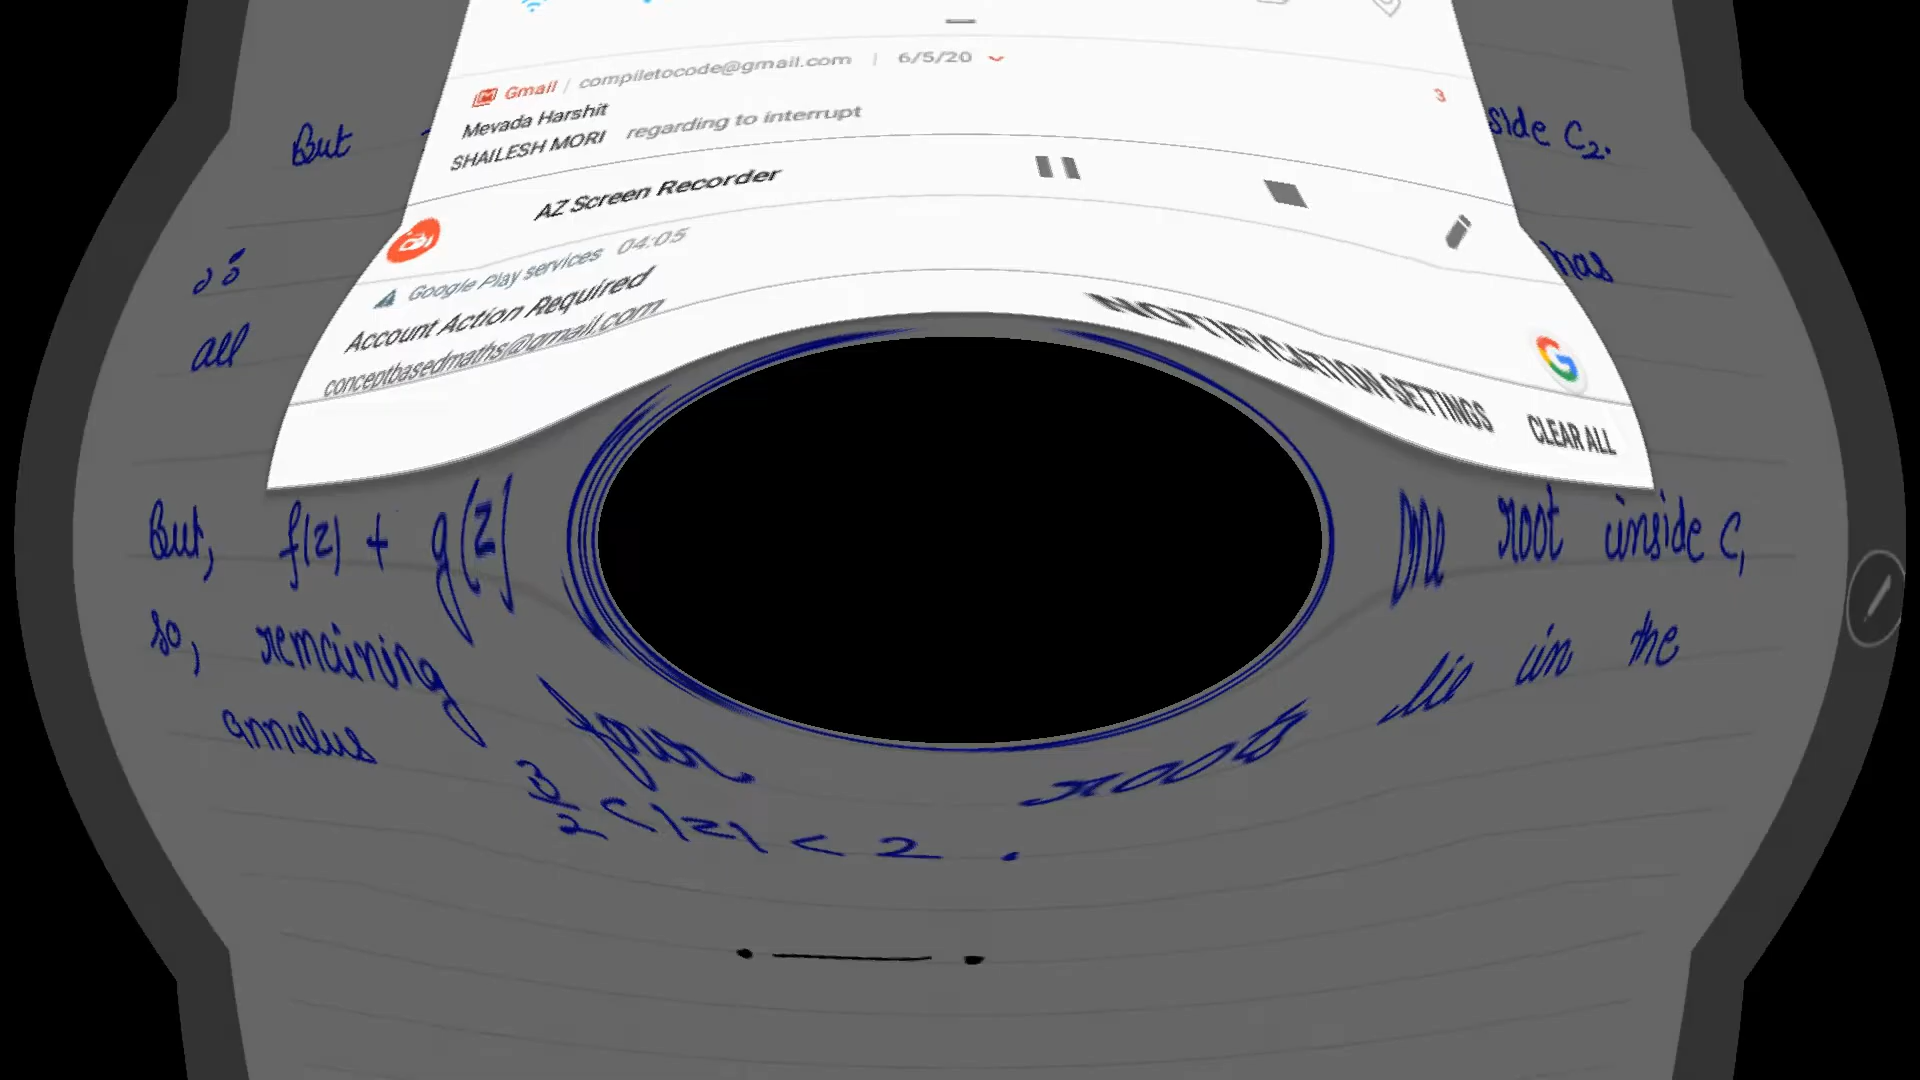 Gmail | compiletocode@gmail.com | 6/5/20
3
Mevada Harshit
SHAILESH MORI regarding to interrupt
AZ Screen Recorder
Google Play services 04:05
Account Action Required
conceptbasedmaths@gmail.com
NOTIFICATION SETTINGS CLEAR ALL
But side C₂.
has
all
But, f(z) + g(z) One root inside C,
so, remaining four roots lie in the
annulus 3/2 < |z| < 2 .